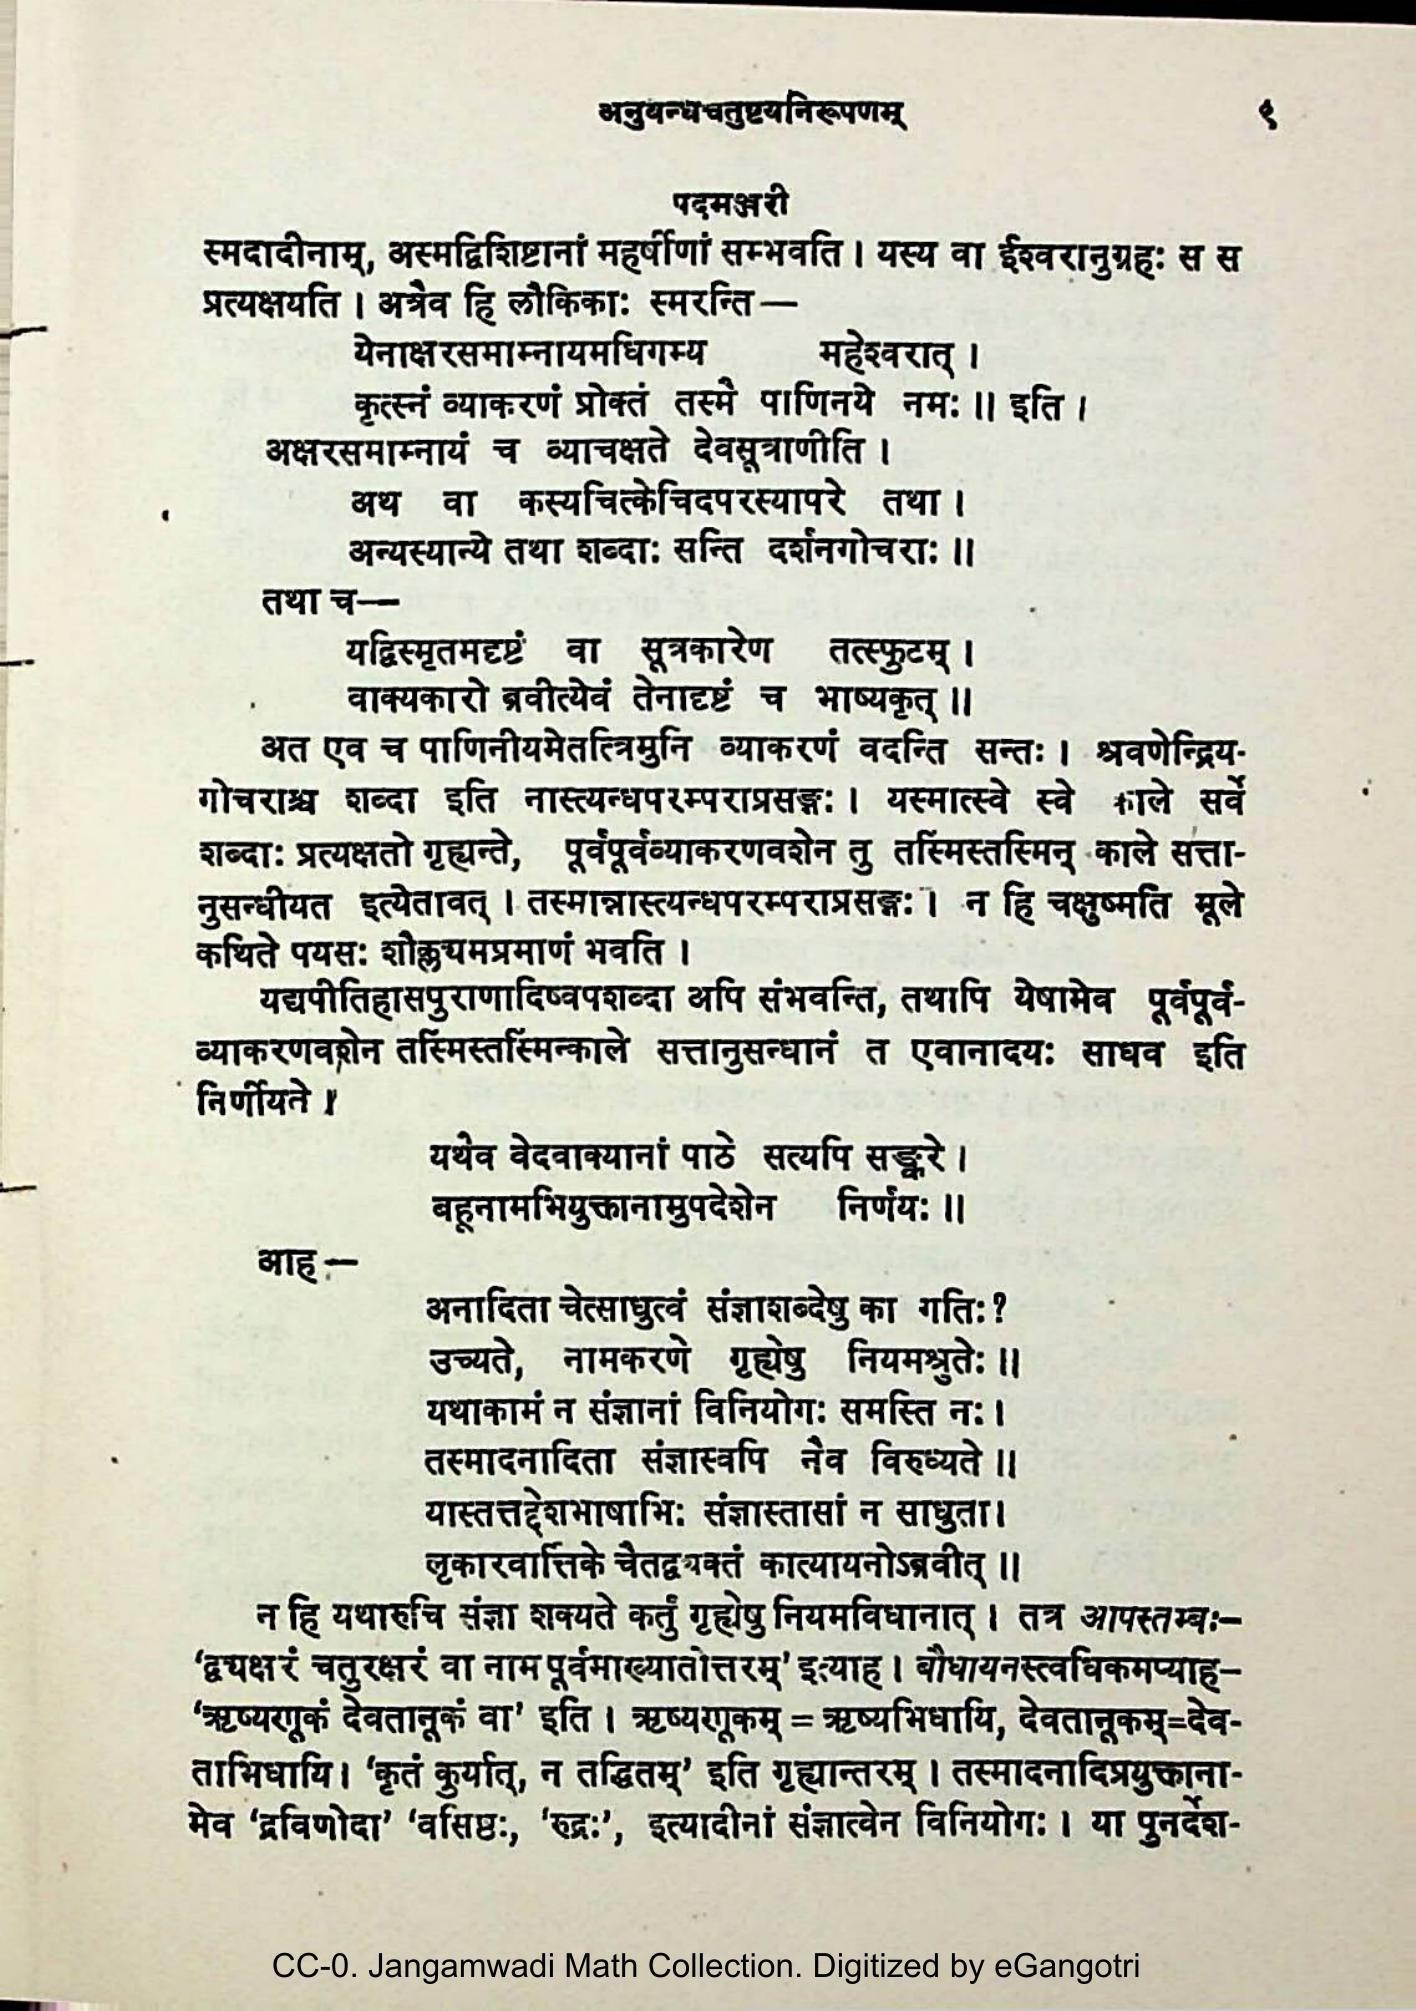 अनुबन्धचतुष्टयनिरूपणम् ९
पदमञ्जरी
स्मदादीनाम्, अस्मद्विशिष्टानां महर्षीणां सम्भवति । यस्य वा ईश्वरानुग्रहः स स
प्रत्यक्षयति । अत्रैव हि लौकिकाः स्मरन्ति—
येनाक्षरसमाम्नायमधिगम्य महेश्वरात् ।
कृत्स्नं व्याकरणं प्रोक्तं तस्मै पाणिनये नमः ॥ इति ।
अक्षरसमाम्नायं च व्याचक्षते देवसूत्राणीति ।
अथ वा कस्यचित्केचिदपरस्यापरे तथा ।
अन्यस्यान्ये तथा शब्दाः सन्ति दर्शनगोचराः ॥
तथा च—
यद्विस्मृतमदृष्टं वा सूत्रकारेण तत्स्फुटम् ।
वाक्यकारो ब्रवीत्येवं तेनादृष्टं च भाष्यकृत् ॥
अत एव च पाणिनीयमेतत्त्रिमुनि व्याकरणं वदन्ति सन्तः । श्रवणेन्द्रिय-
गोचराश्च शब्दा इति नास्त्यन्धपरम्पराप्रसङ्गः । यस्मात्स्वे स्वे काले सर्वे
शब्दाः प्रत्यक्षतो गृह्यन्ते, पूर्वपूर्वव्याकरणवशेन तु तस्मिंस्तस्मिन् काले सत्ता-
नुसन्धीयत इत्येतावत् । तस्मान्नास्त्यन्धपरम्पराप्रसङ्गः । न हि चक्षुष्मति मूले
कथिते पयसः शौक्ल्यमप्रमाणं भवति ।
यद्यपीतिहासपुराणादिष्वपशब्दा अपि संभवन्ति, तथापि येषामेव पूर्वपूर्व-
व्याकरणवशेन तस्मिंस्तस्मिन्काले सत्तानुसन्धानं त एवानादयः साधव इति
निर्णीयते ।
यथैव वेदवाक्यानां पाठे सत्यपि सङ्करे ।
बहूनामभियुक्तानामुपदेशेन निर्णयः ॥
आह—
अनादिता चेत्साधुत्वं संज्ञाशब्देषु का गतिः ?
उच्यते, नामकरणे गृह्येषु नियमश्रुतेः ॥
यथाकामं न संज्ञानां विनियोगः समस्ति नः ।
तस्मादनादिता संज्ञास्वपि नैव विरुध्यते ॥
यास्तत्तद्देशभाषाभिः संज्ञास्तासां न साधुता ।
लृकारवार्त्तिके चैतद्व्यक्तं कात्यायनोऽब्रवीत् ॥
न हि यथारुचि संज्ञा शक्यते कर्तुं गृह्येषु नियमविधानात् । तत्र आपस्तम्बः—
‘द्व्यक्षरं चतुरक्षरं वा नामपूर्वमाख्यातोत्तरम्’ इत्याह । बौधायनस्त्वधिकमप्याह—
‘ऋष्यणूकं देवतानूकं वा’ इति । ऋष्यणूकम् = ऋष्यभिधायि, देवतानूकम्=देव-
ताभिधायि । ‘कृतं कुर्यात्, न तद्धितम्’ इति गृह्यान्तरम् । तस्मादनादिप्रयुक्ताना-
मेव ‘द्रविणोदा’ ‘वसिष्ठः, ‘रुद्रः’, इत्यादीनां संज्ञात्वेन विनियोगः । या पुनर्देश-
CC-0. Jangamwadi Math Collection. Digitized by eGangotri